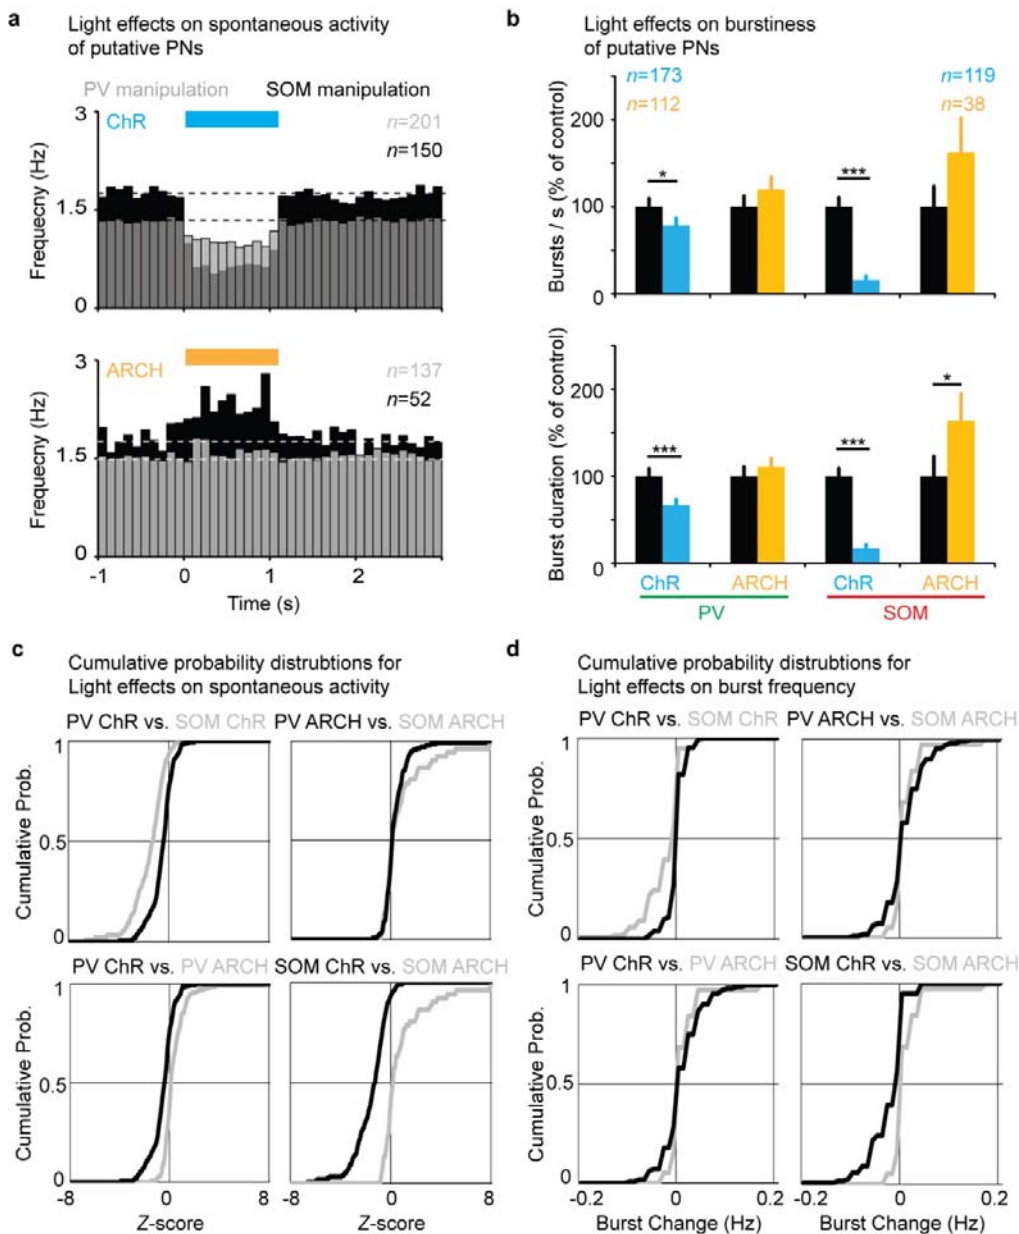 a
Light effects on spontaneous activity
of putative PNs
PV manipulation SOM manipulation
3
ChR
n=201
n=150
1.5
0
Frequecny (Hz)
3
ARCH
n=137
n=52
1.5
0
Frequecny (Hz)
-1 0 1 2
Time (s)
b
Light effects on burstiness
of putative PNs
n=173 n=119
n=112 n=38
200
100
0
Bursts / s (% of control)
* ***
200
100
0
Burst duration (% of control)
*** *** *
ChR ARCH ChR ARCH
PV SOM
c
Cumulative probability distrubtions for
Light effects on spontaneous activity
PV ChR vs. SOM ChR PV ARCH vs. SOM ARCH
1
0.5
0
Cumulative Prob.
-8 0 8
PV ChR vs. PV ARCH SOM ChR vs. SOM ARCH
1
0.5
0
Cumulative Prob.
-8 0 8 -8 0 8
Z-score Z-score
d
Cumulative probability distrubtions for
Light effects on burst frequency
PV ChR vs. SOM ChR PV ARCH vs. SOM ARCH
1
0.5
0
Cumulative Prob.
PV ChR vs. PV ARCH SOM ChR vs. SOM ARCH
1
0.5
0
Cumulative Prob.
-0.2 0 0.2 -0.2 0 0.2
Burst Change (Hz) Burst Change (Hz)